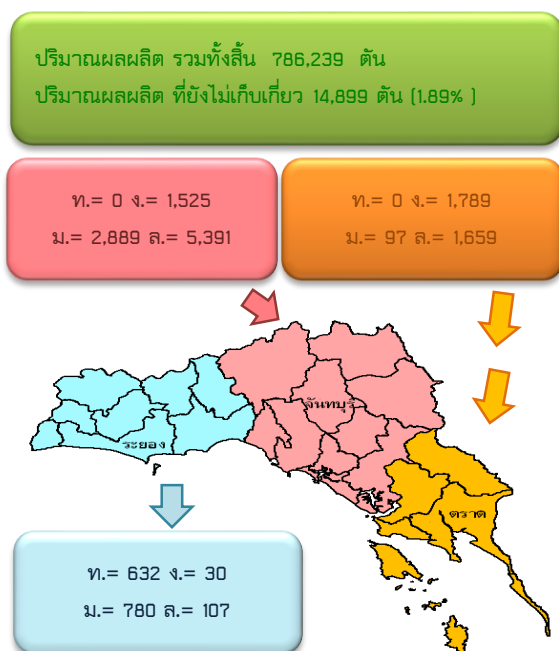 ปริมาณผลผลิต รวมทั้งสิ้น 786,239 ตัน
ปริมาณผลผลิต ที่ยังไม่เก็บเกี่ยว 14,899 ตัน (1.89% )
ท.= 0 ง.= 1,525
ม.= 2,889 ล.= 5,391
ท.= 0 ง.= 1,789
ม.= 97 ล.= 1,659
จันทบุรี
ระยอง
ตราด
ท.= 632 ง.= 30
ม.= 780 ล.= 107